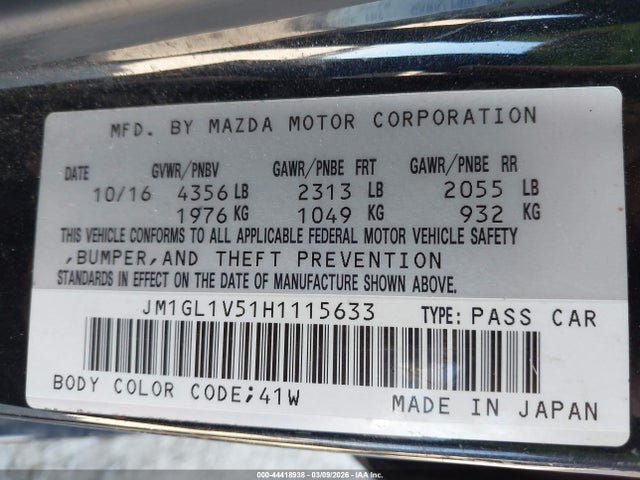 MFD. BY MAZDA MOTOR CORPORATION
DATE GVWR/PNBV GAWR/PNBE FRT GAWR/PNBE RR
10/16 4356 LB 2313 LB 2055 LB
1976 KG 1049 KG 932 KG
THIS VEHICLE CONFORMS TO ALL APPLICABLE FEDERAL MOTOR VEHICLE SAFETY
,BUMPER,AND THEFT PREVENTION
STANDARDS IN EFFECT ON THE DATE OF MANUFACTURE SHOWN ABOVE.
JM1GL1V51H1115633 TYPE: PASS CAR
BODY COLOR CODE;41W MADE IN JAPAN
000-44418938 - 03/09/2026 - IAA Inc.